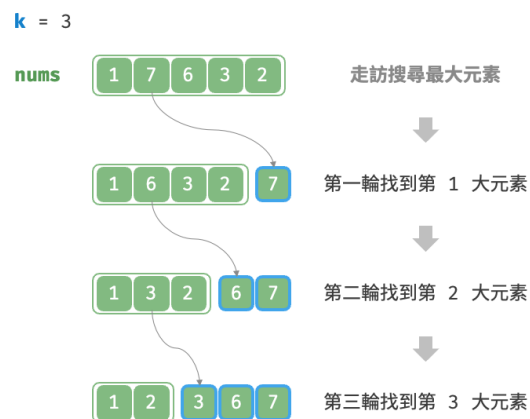 k = 3
nums 1 7 6 3 2 走訪搜尋最大元素
1 6 3 2 7 第一輪找到第 1 大元素
1 3 2 6 7 第二輪找到第 2 大元素
1 2 3 6 7 第三輪找到第 3 大元素